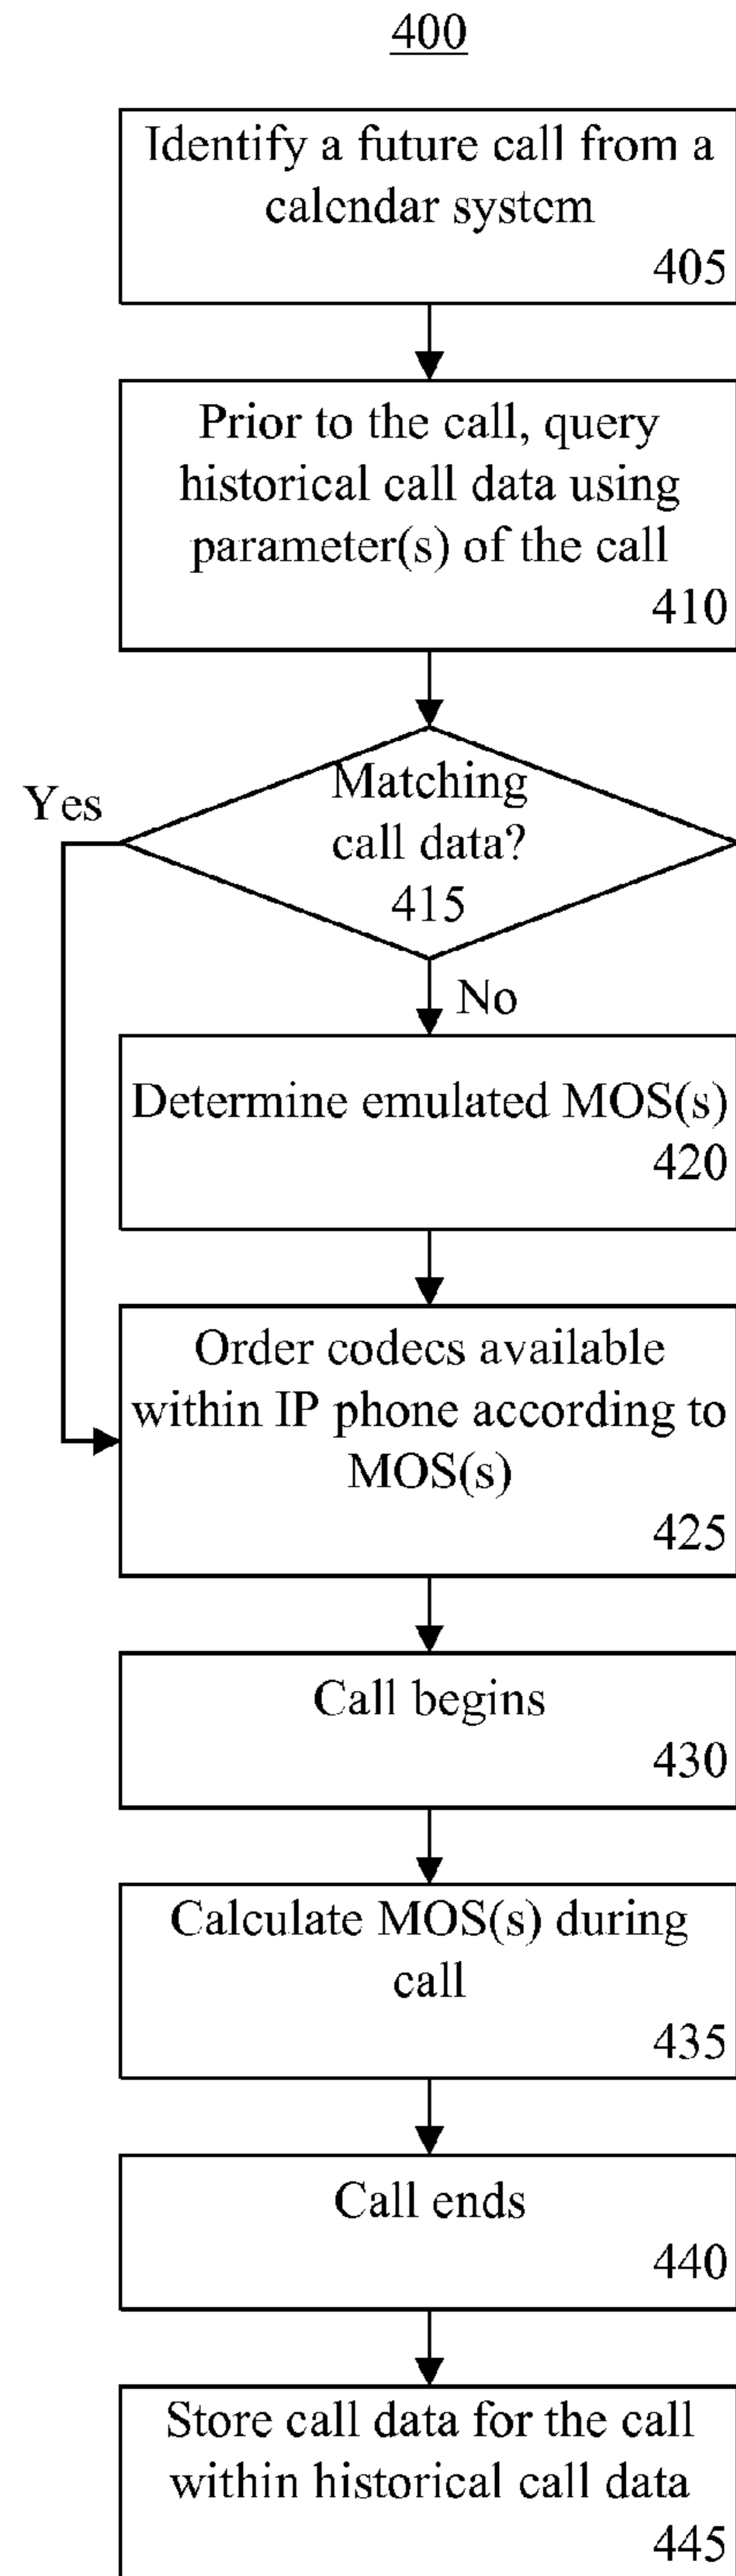 400
Identify a future call from a
calendar system
405
Prior to the call, query
historical call data using
parameter(s) of the call
410
Matching
call data?
415
Yes
No
Determine emulated MOS(s)
420
Order codecs available
within IP phone according to
MOS(s)
425
Call begins
430
Calculate MOS(s) during
call
435
Call ends
440
Store call data for the call
within historical call data
445